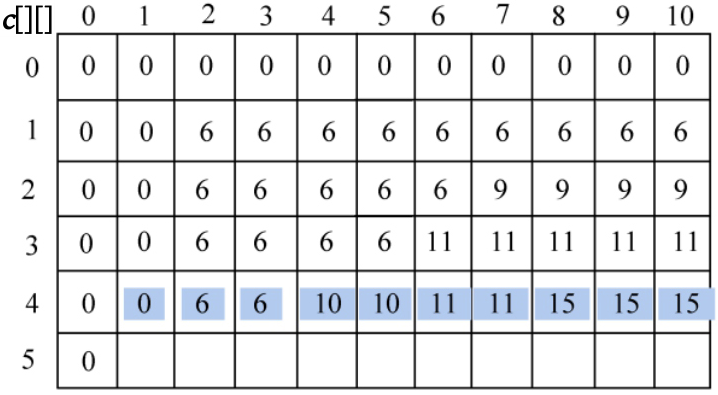 c[][] 0 1 2 3 4 5 6 7 8 9 10
0 0 0 0 0 0 0 0 0 0 0 0
1 0 0 6 6 6 6 6 6 6 6 6
2 0 0 6 6 6 6 6 9 9 9 9
3 0 0 6 6 6 6 11 11 11 11 11
4 0 0 6 6 10 10 11 11 15 15 15
5 0